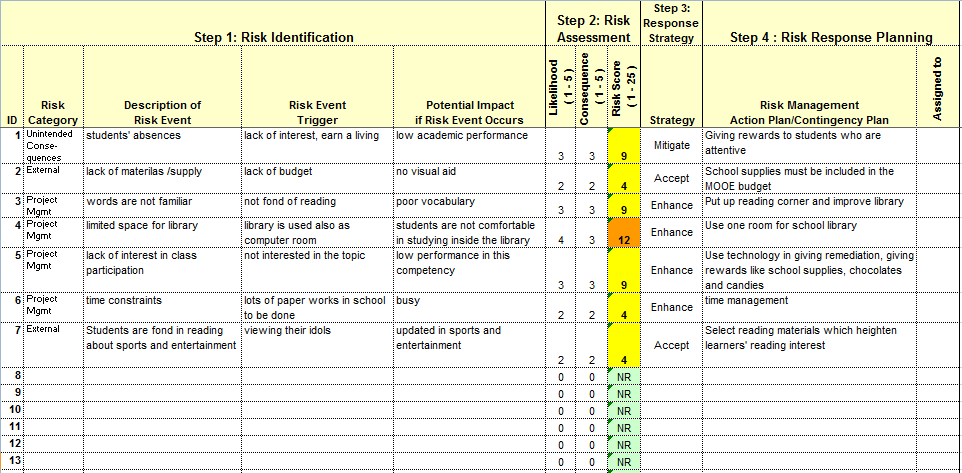 Step 1: Risk Identification
Step 2: Risk
Assessment
Step 3:
Response
Strategy
Step 4 : Risk Response Planning
ID
Risk
Category
Description of
Risk Event
Risk Event
Trigger
Potential Impact
if Risk Event Occurs
Likelihood
( 1 - 5 )
Consequence
( 1 - 5 )
Risk Score
( 1 - 25 )
Strategy
Risk Management
Action Plan/Contingency Plan
Assigned to
1
Unintended
Conse-
quences
students' absences
lack of interest, earn a living
low academic performance
3
3
9
Mitigate
Giving rewards to students who are
attentive
2
External
lack of materilas /supply
lack of budget
no visual aid
2
2
4
Accept
School supplies must be included in the
MOOE budget
3
Project
Mgmt
words are not familiar
not fond of reading
poor vocabulary
3
3
9
Enhance
Put up reading corner and improve library
4
Project
Mgmt
limited space for library
library is used also as
computer room
students are not comfortable
in studying inside the library
4
3
12
Enhance
Use one room for school library
5
Project
Mgmt
lack of interest in class
participation
not interested in the topic
low performance in this
competency
3
3
9
Enhance
Use technology in giving remediation, giving
rewards like school supplies, chocolates
and candies
6
Project
Mgmt
time constraints
lots of paper works in school
to be done
busy
2
2
4
Enhance
time management
7
External
Students are fond in reading
about sports and entertainment
viewing their idols
updated in sports and
entertainment
2
2
4
Accept
Select reading materials which heighten
learners' reading interest
8
0
0
NR
9
0
0
NR
10
0
0
NR
11
0
0
NR
12
0
0
NR
13
0
0
NR